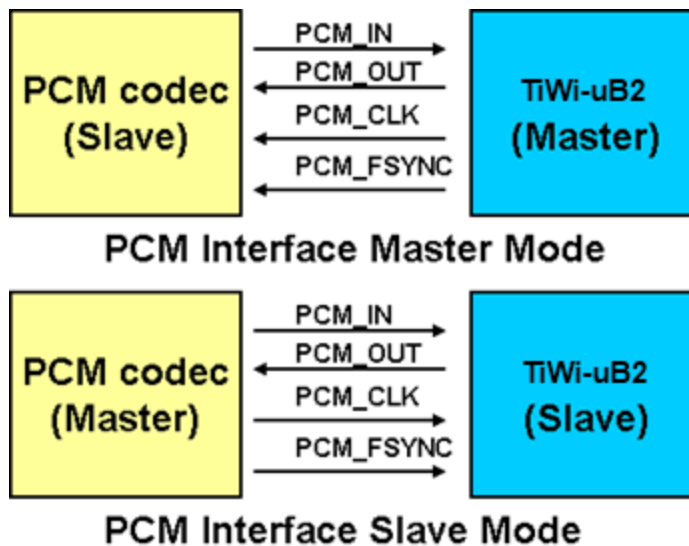 PCM codec
(Slave)
PCM_IN
PCM_OUT
PCM_CLK
PCM_FSYNC
TiWi-uB2
(Master)
PCM Interface Master Mode
PCM codec
(Master)
PCM_IN
PCM_OUT
PCM_CLK
PCM_FSYNC
TiWi-uB2
(Slave)
PCM Interface Slave Mode